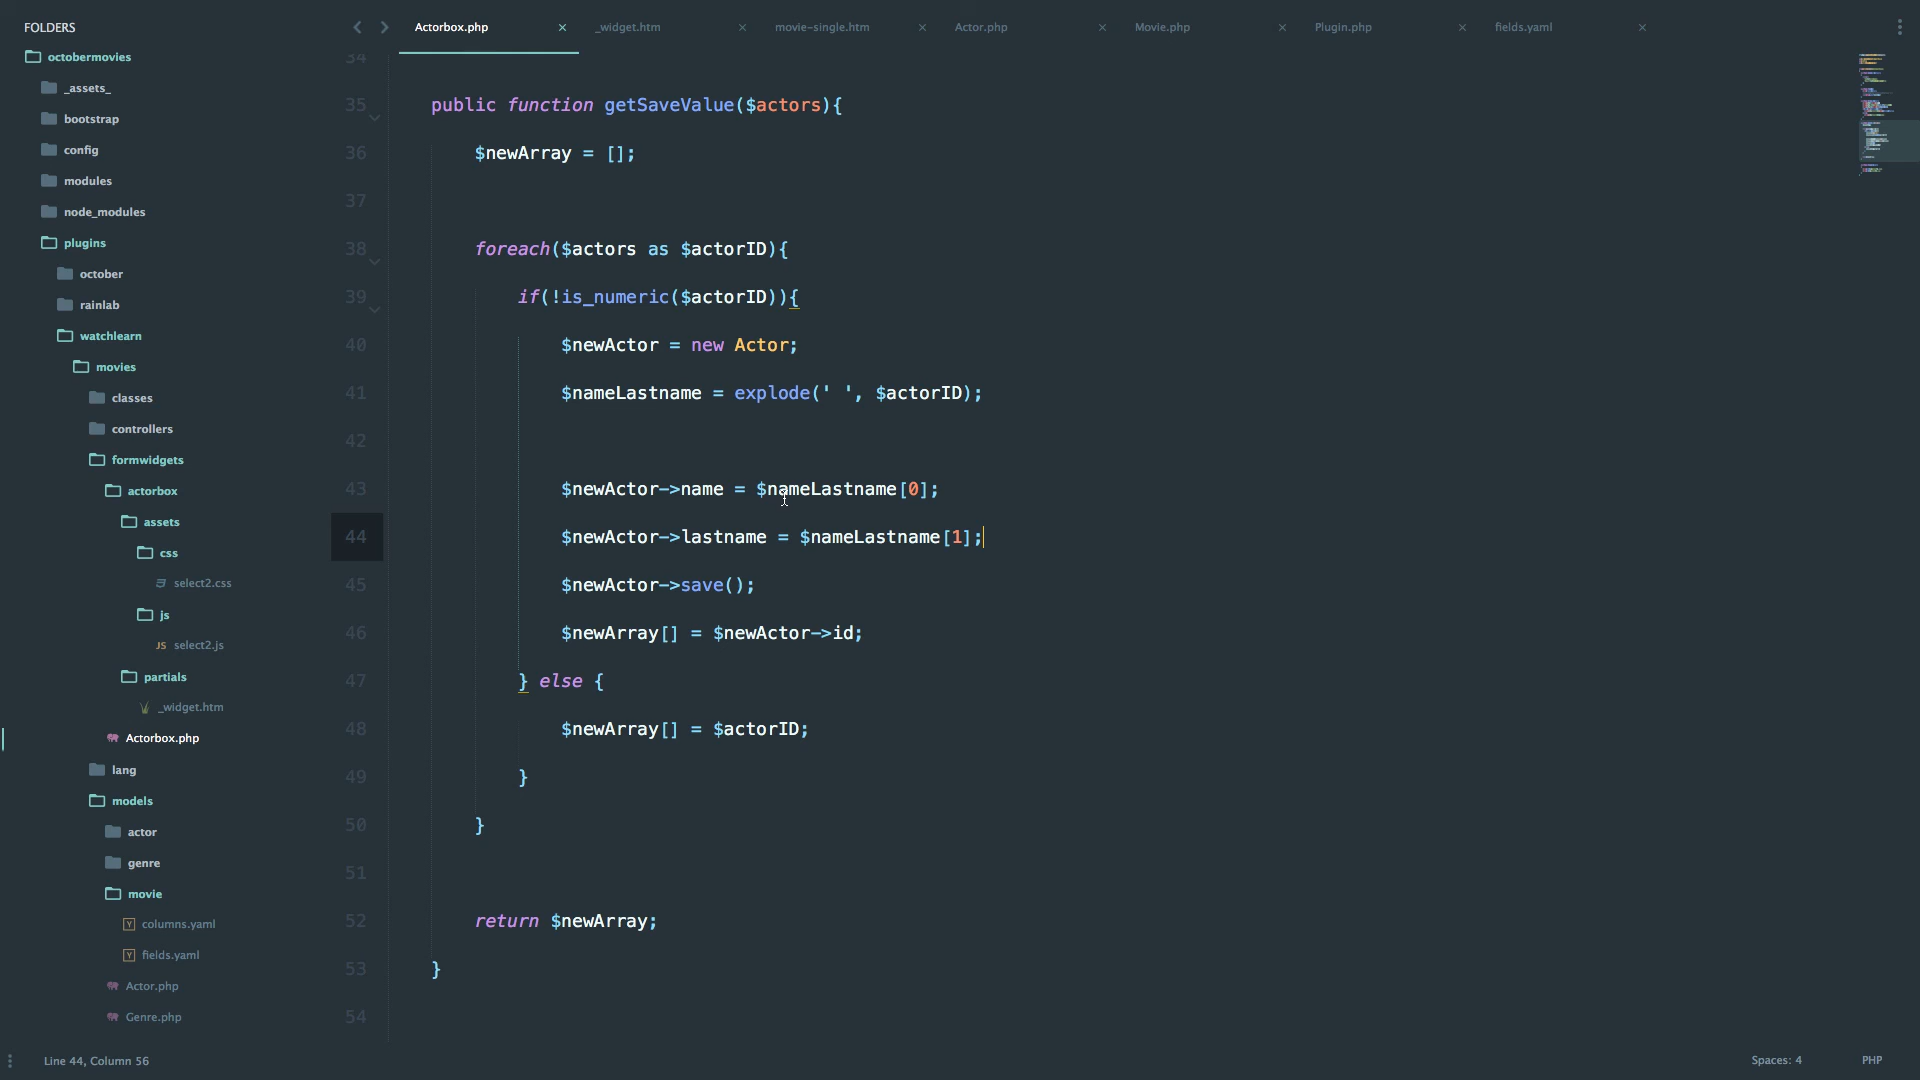 FOLDERS
octobermovies
_assets_
bootstrap
config
modules
node_modules
plugins
october
rainlab
watchlearn
movies
classes
controllers
formwidgets
actorbox
assets
css
select2.css
js
JS select2.js
partials
_widget.htm
Actorbox.php
lang
models
actor
genre
movie
Y columns.yaml
Y fields.yaml
Actor.php
Genre.php
Actorbox.php × _widget.htm × movie-single.htm × Actor.php × Movie.php × Plugin.php × fields.yaml ×
34
35 public function getSaveValue($actors){
36 $newArray = [];
37
38 foreach($actors as $actorID){
39 if(!is_numeric($actorID)){
40 $newActor = new Actor;
41 $nameLastname = explode(' ', $actorID);
42
43 $newActor->name = $nameLastname[0];
44 $newActor->lastname = $nameLastname[1];
45 $newActor->save();
46 $newArray[] = $newActor->id;
47 } else {
48 $newArray[] = $actorID;
49 }
50 }
51
52 return $newArray;
53 }
54
Line 44, Column 56
Spaces: 4
PHP